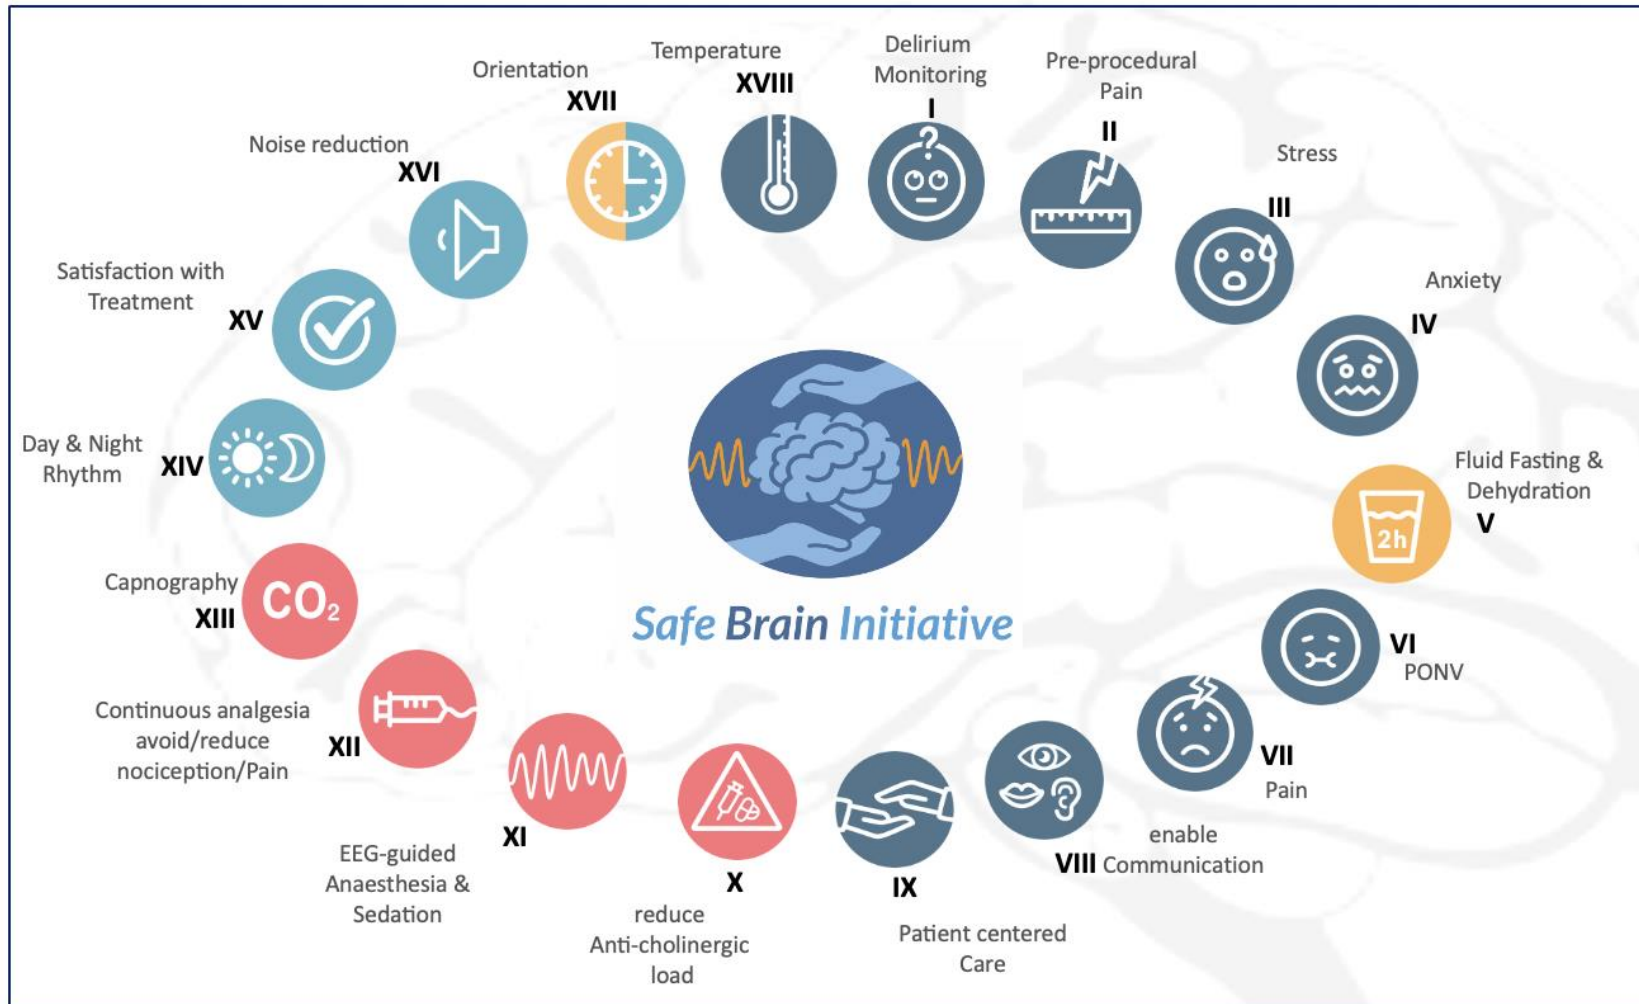 Delirium
Monitoring
I
?
Pre-procedural
Pain
II
Stress
III
Anxiety
IV
Fluid Fasting &
Dehydration
V
2h
VI
PONV
VII
Pain
enable
VIII Communication
IX
Patient centered
Care
X
reduce
Anti-cholinergic
load
XI
EEG-guided
Anaesthesia &
Sedation
Continuous analgesia
avoid/reduce
nociception/Pain
XII
Capnography
XIII
CO₂
Day & Night
Rhythm
XIV
Satisfaction with
Treatment
XV
Noise reduction
XVI
Orientation
XVII
Temperature
XVIII
Safe Brain Initiative